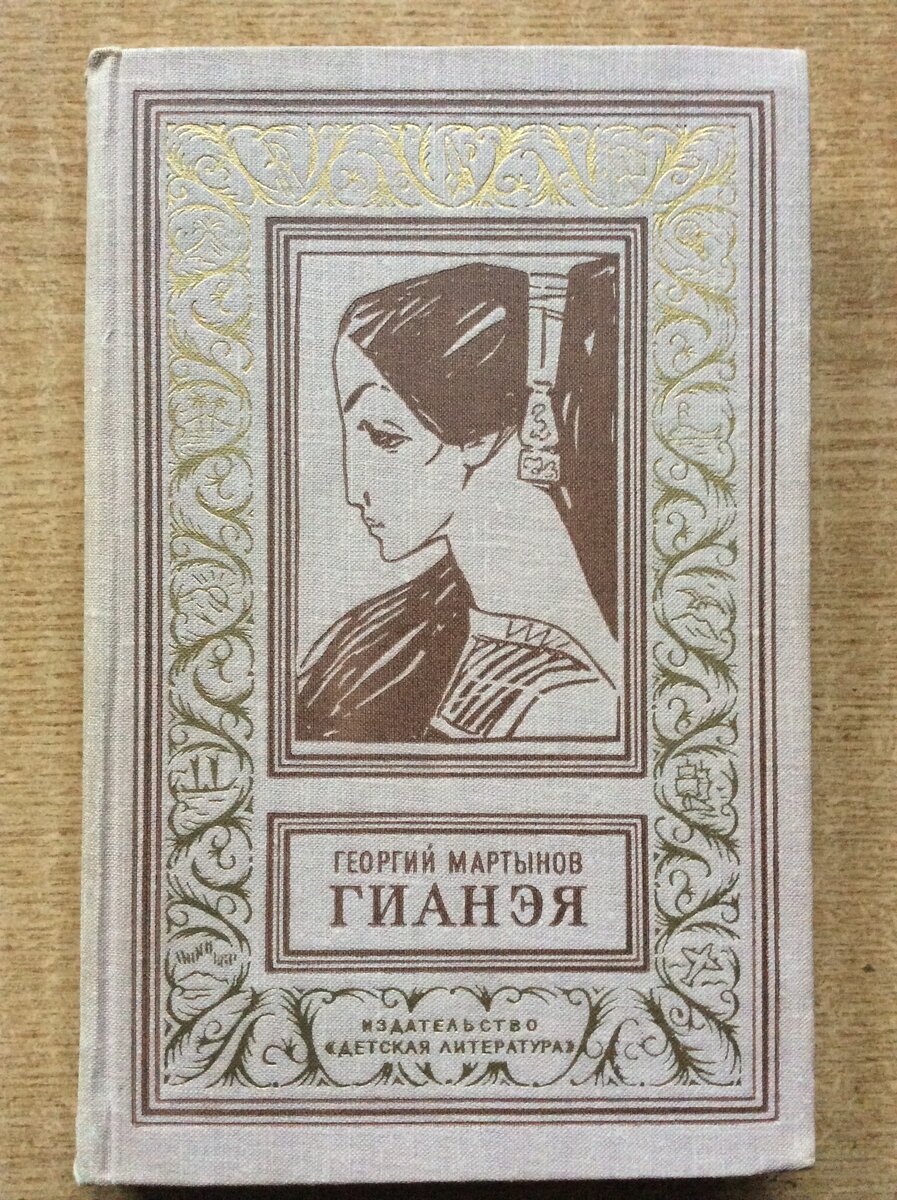 ГЕОРГИЙ МАРТЫНОВ
ГИАНЭЯ
ИЗДАТЕЛЬСТВО
«ДЕТСКАЯ ЛИТЕРАТУРА»